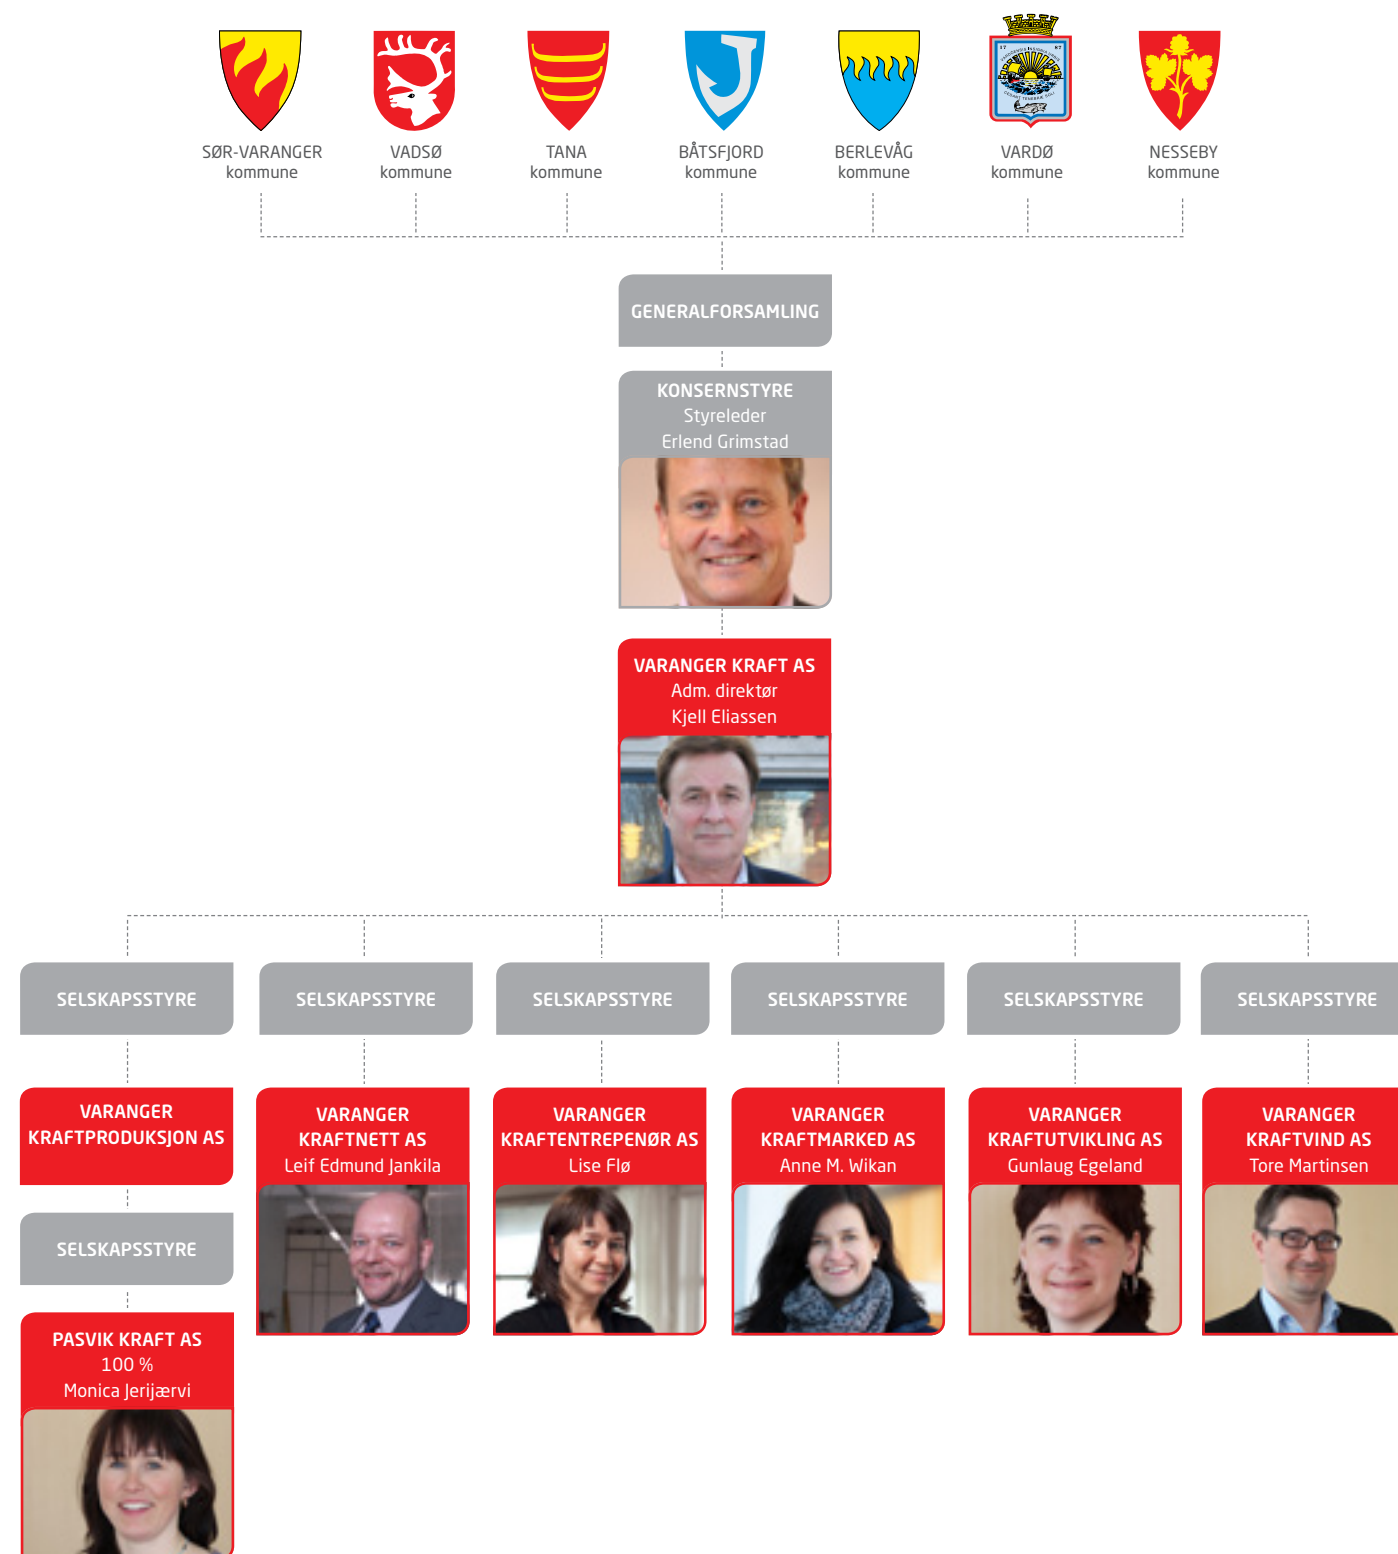 17 87
SØR-VARANGER
kommune
VADSØ
kommune
TANA
kommune
BÅTSFJORD
kommune
BERLEVÅG
kommune
VARDØ
kommune
NESSEBY
kommune
GENERALFORSAMLING
KONSERNSTYRE
Styreleder
Erlend Grimstad
VARANGER KRAFT AS
Adm. direktør
Kjell Eliassen
SELSKAPSSTYRE
SELSKAPSSTYRE
SELSKAPSSTYRE
SELSKAPSSTYRE
SELSKAPSSTYRE
SELSKAPSSTYRE
VARANGER
KRAFTPRODUKSJON AS
VARANGER
KRAFTNETT AS
Leif Edmund Jankila
VARANGER
KRAFTENTREPENØR AS
Lise Flø
VARANGER
KRAFTMARKED AS
Anne M. Wikan
VARANGER
KRAFTUTVIKLING AS
Gunlaug Egeland
VARANGER
KRAFTVIND AS
Tore Martinsen
SELSKAPSSTYRE
PASVIK KRAFT AS
100 %
Monica Jerijærvi